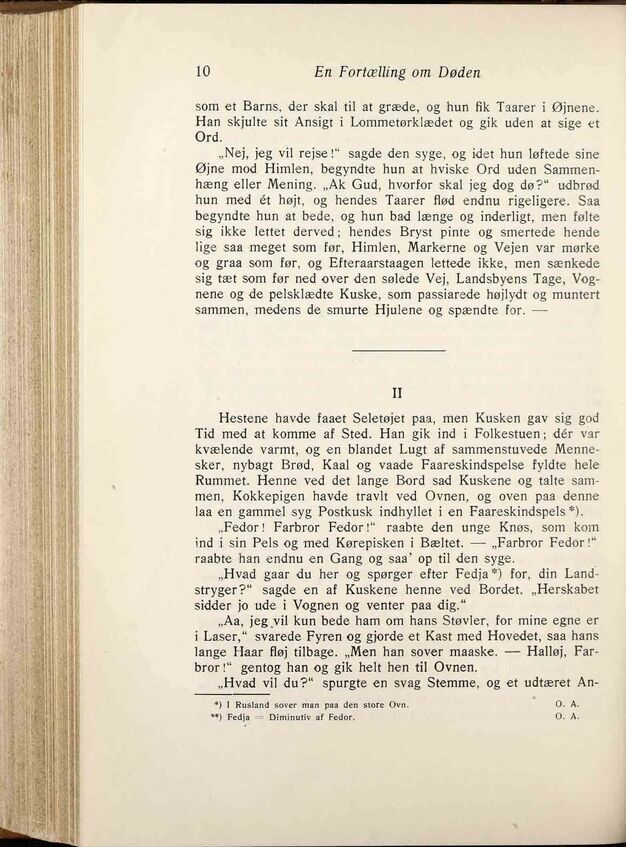 10 En Fortælling om Døden
som et Barns, der skal til at græde, og hun fik Taarer i Øjnene.
Han skjulte sit Ansigt i Lommetørklædet og gik uden at sige et
Ord.
„Nej, jeg vil rejse!“ sagde den syge, og idet hun løftede sine
Øjne mod Himlen, begyndte hun at hviske Ord uden Sammen-
hæng eller Mening. „Ak Gud, hvorfor skal jeg dog dø?“ udbrød
hun med ét højt, og hendes Taarer flød endnu rigeligere. Saa
begyndte hun at bede, og hun bad længe og inderligt, men følte
sig ikke lettet derved; hendes Bryst pinte og smertede hende
lige saa meget som før, Himlen, Markerne og Vejen var mørke
og graa som før, og Efteraarstaagen lettede ikke, men sænkede
sig tæt som før ned over den sølede Vej, Landsbyens Tage, Vog-
nene og de pelsklædte Kuske, som passiarede højlydt og muntert
sammen, medens de smurte Hjulene og spændte for. —
II
Hestene havde faaet Seletøjet paa, men Kusken gav sig god
Tid med at komme af Sted. Han gik ind i Folkestuen; dér var
kvælende varmt, og en blandet Lugt af sammenstuvede Menne-
sker, nybagt Brød, Kaal og vaade Faareskindspelse fyldte hele
Rummet. Henne ved det lange Bord sad Kuskene og talte sam-
men, Kokkepigen havde travlt ved Ovnen, og oven paa denne
laa en gammel syg Postkusk indhyllet i en Faareskindspels*).
„Fedor! Farbror Fedor!“ raabte den unge Knøs, som kom
ind i sin Pels og med Kørepisken i Bæltet. — „Farbror Fedor!“
raabte han endnu en Gang og saa' op til den syge.
„Hvad gaar du her og spørger efter Fedja*) for, din Land-
stryger?“ sagde en af Kuskene henne ved Bordet. „Herskabet
sidder jo ude i Vognen og venter paa dig.“
„Aa, jeg vil kun bede ham om hans Støvler, for mine egne er
i Laser,“ svarede Fyren og gjorde et Kast med Hovedet, saa hans
lange Haar fløj tilbage. „Men han sover maaske. — Halløj, Far-
bror!“ gentog han og gik helt hen til Ovnen.
„Hvad vil du?“ spurgte en svag Stemme, og et udtæret An-
*) I Rusland sover man paa den store Ovn. O. A.
**) Fedja = Diminutiv af Fedor. O. A.